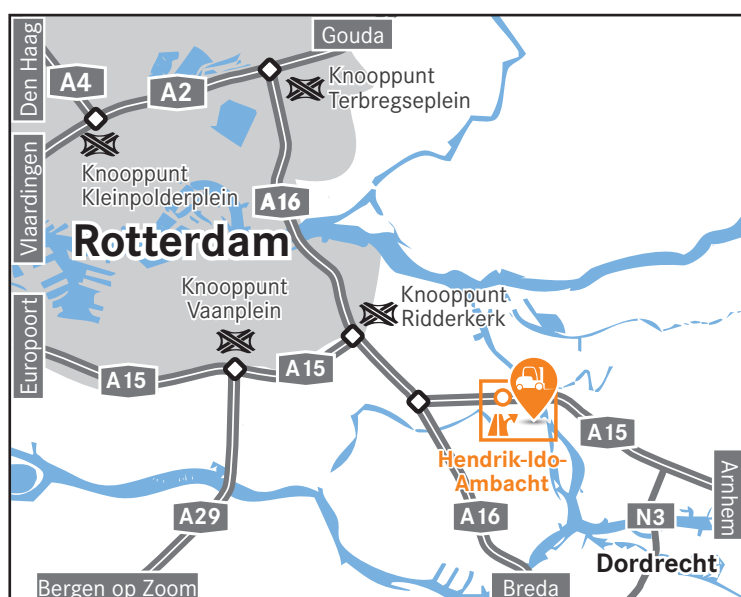 Den Haag
Gouda
A4
A2
Knooppunt
Terbregseplein
Knooppunt
Kleinpolderplein
Vlaardingen
A16
Rotterdam
Knooppunt
Vaanplein
Knooppunt
Ridderkerk
Europoort
A15
A15
A15
Hendrik-Ido-
Ambacht
Arnhem
A29
A16
N3
Dordrecht
Bergen op Zoom
Breda